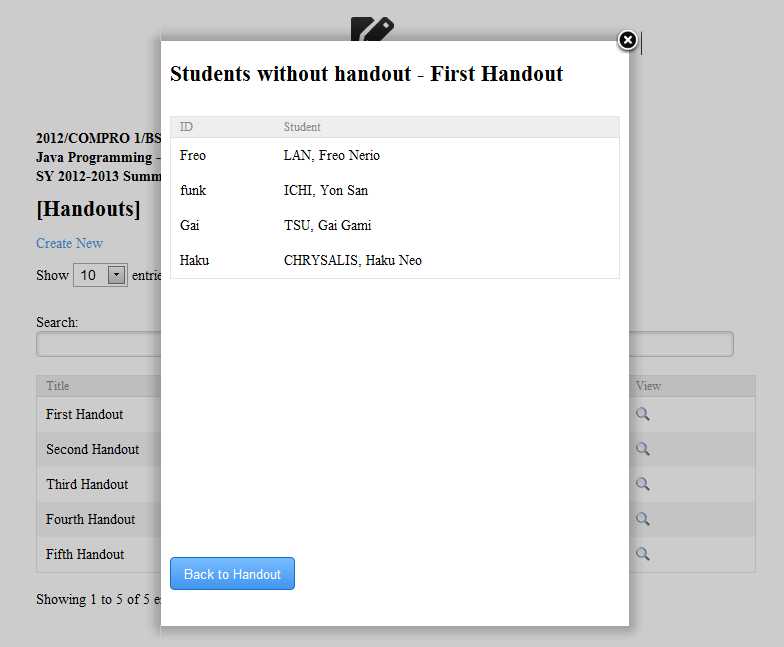 Students without handout - First Handout
ID Student
Freo LAN, Freo Nerio
funk ICHI, Yon San
Gai TSU, Gai Gami
Haku CHRYSALIS, Haku Neo
Back to Handout
2012/COMPRO 1/BS
Java Programming -
SY 2012-2013 Summ
[Handouts]
Create New
Show 10 entrie
Search:
Title View
First Handout
Second Handout
Third Handout
Fourth Handout
Fifth Handout
Showing 1 to 5 of 5 e